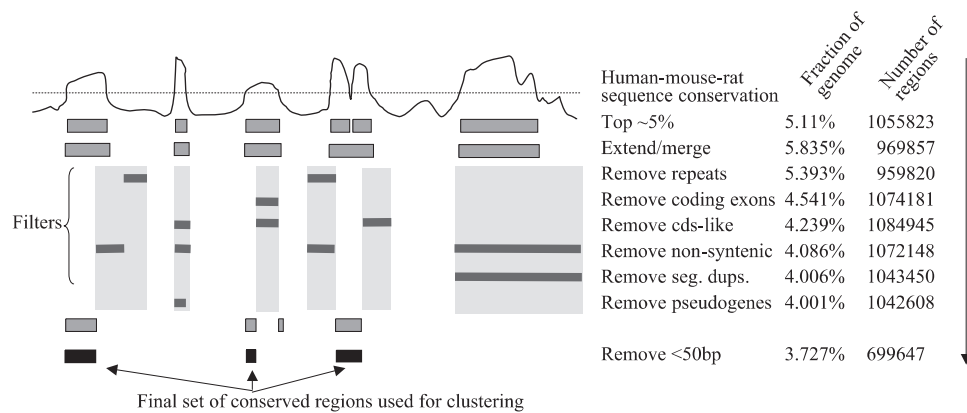 Fraction of
genome
Number of
regions
Human-mouse-rat
sequence conservation
Top ~5% 5.11% 1055823
Extend/merge 5.835% 969857
Remove repeats 5.393% 959820
Remove coding exons 4.541% 1074181
Remove cds-like 4.239% 1084945
Remove non-syntenic 4.086% 1072148
Remove seg. dups. 4.006% 1043450
Remove pseudogenes 4.001% 1042608
Remove <50bp 3.727% 699647
Filters
Final set of conserved regions used for clustering